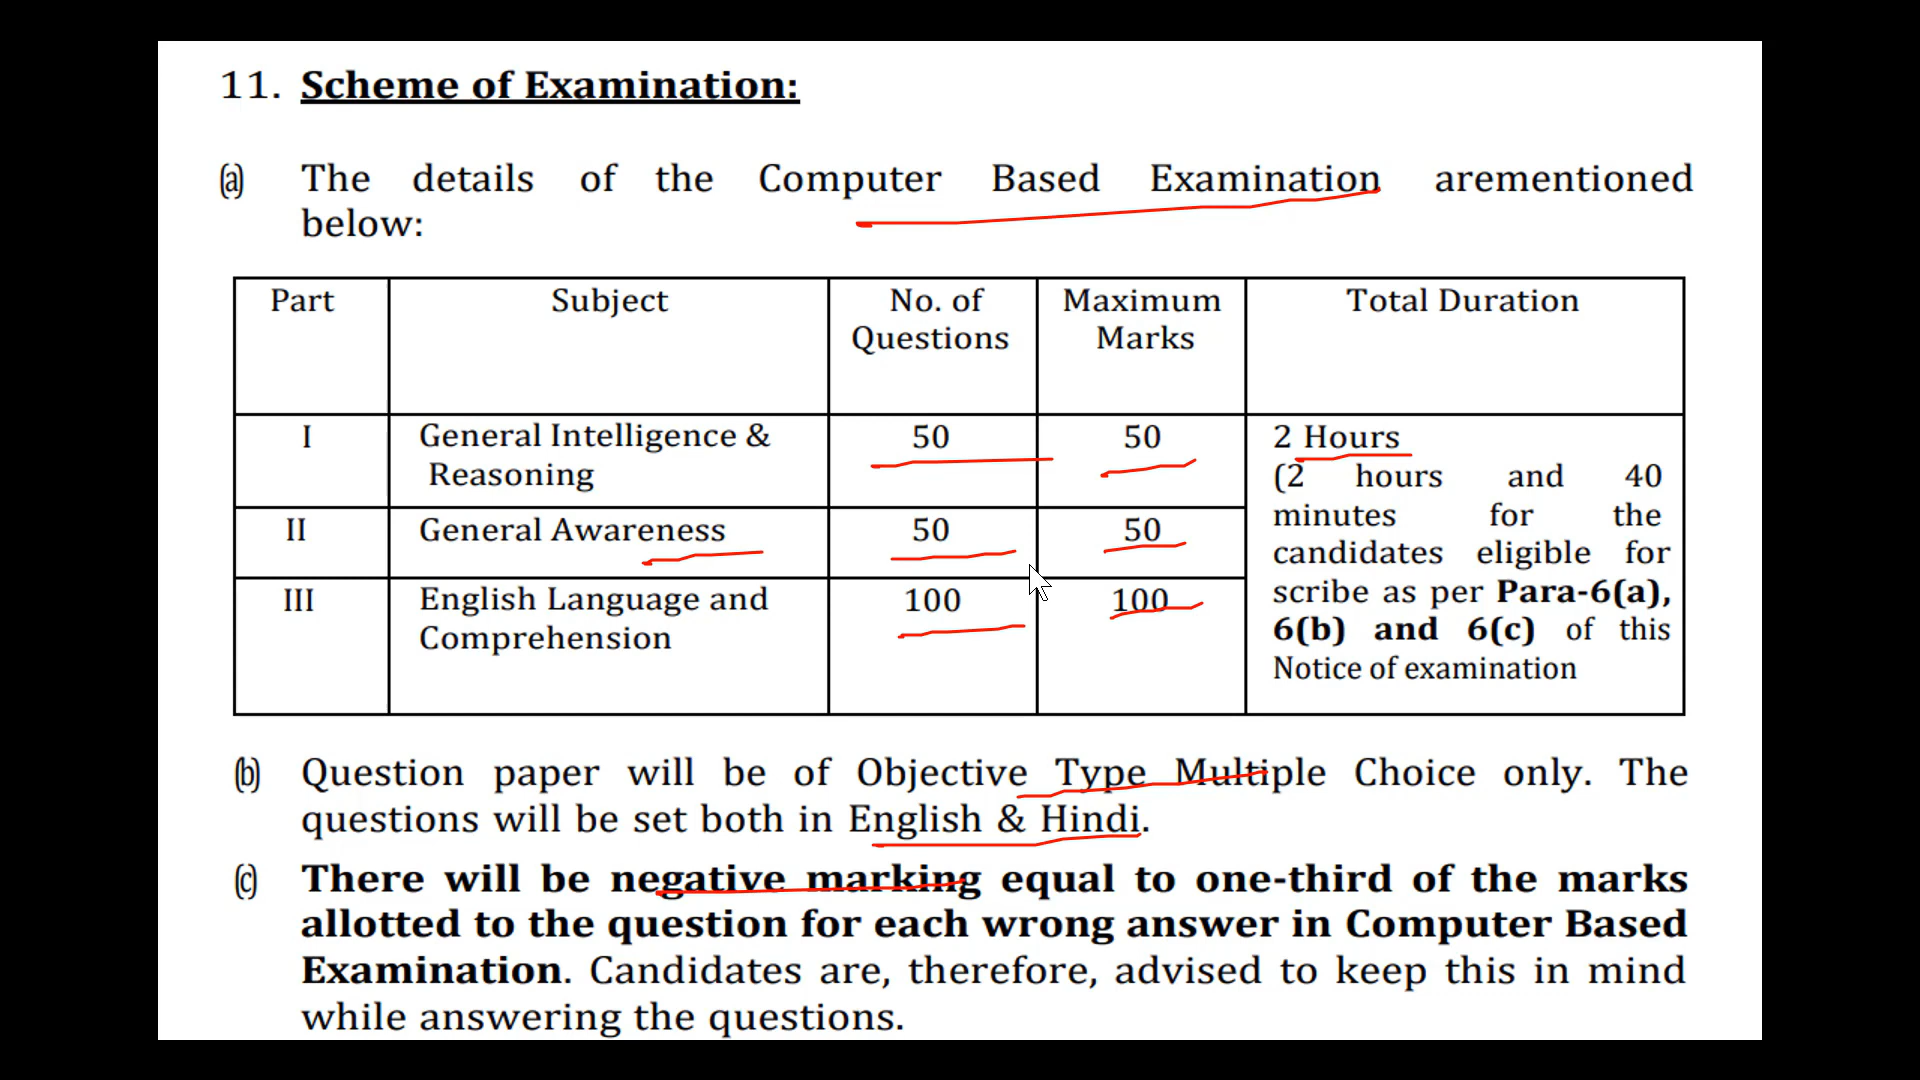 11. Scheme of Examination:
(a) The details of the Computer Based Examination arementioned
below:
Part Subject No. of Questions Maximum Marks Total Duration
I General Intelligence & Reasoning 50 50
II General Awareness 50 50
III English Language and Comprehension 100 100
2 Hours
(2 hours and 40
minutes for the
candidates eligible for
scribe as per Para-6(a),
6(b) and 6(c) of this
Notice of examination
(b) Question paper will be of Objective Type Multiple Choice only. The
questions will be set both in English & Hindi.
(c) There will be negative marking equal to one-third of the marks
allotted to the question for each wrong answer in Computer Based
Examination. Candidates are, therefore, advised to keep this in mind
while answering the questions.